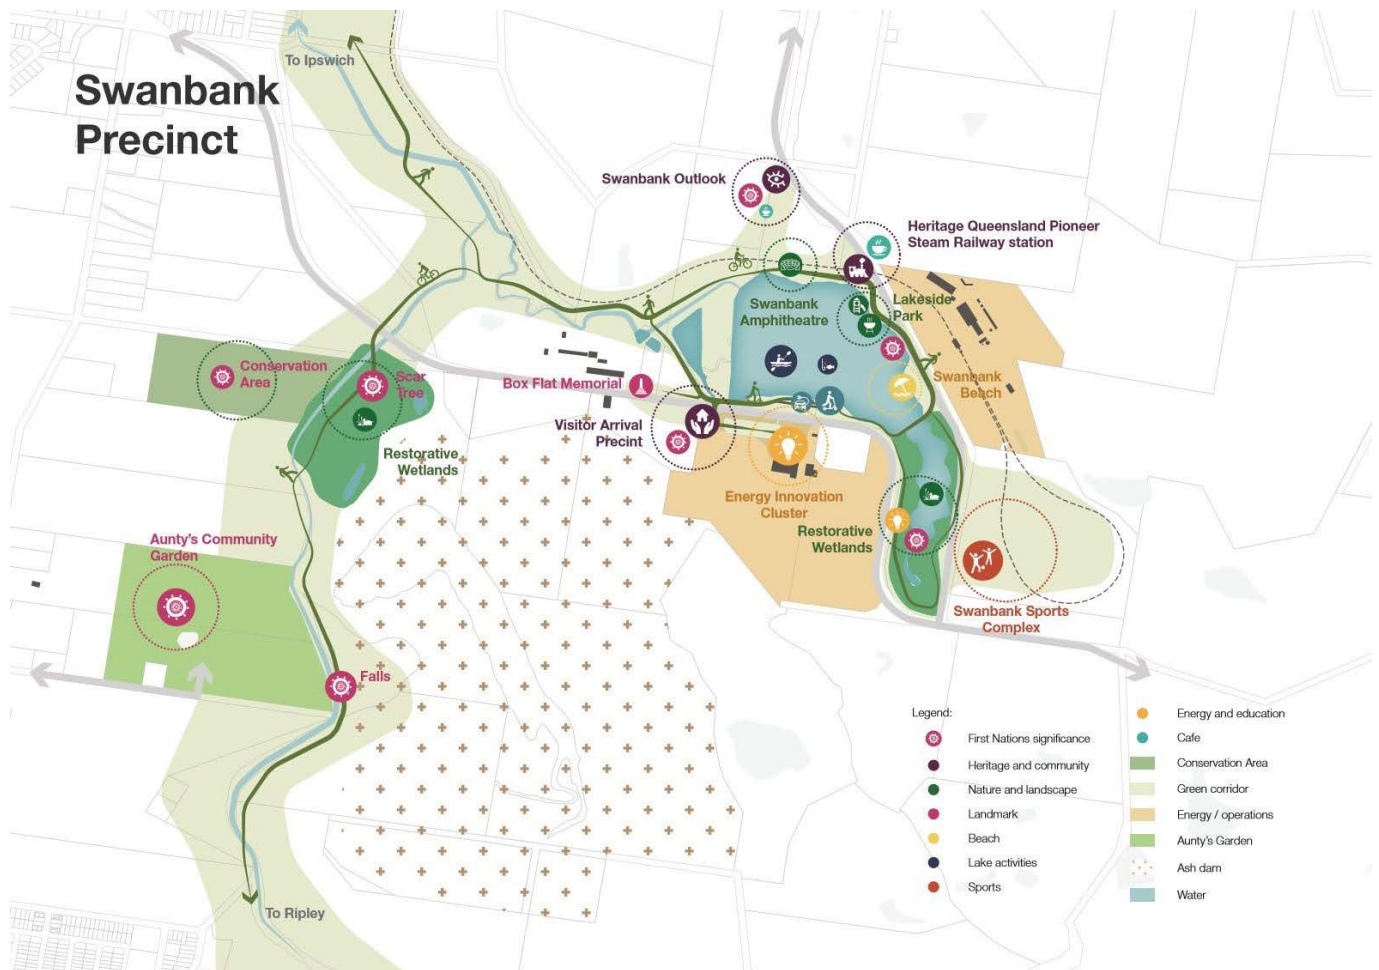 Swanbank
Precinct
To Ipswich
Swanbank Outlook
Heritage Queensland Pioneer
Steam Railway station
Swanbank
Amphitheatre
Lakeside
Park
Conservation
Area
Scar
Tree
Box Flat Memorial
Swanbank
Beach
Visitor Arrival
Precint
Restorative
Wetlands
Energy Innovation
Cluster
Restorative
Wetlands
Aunty's Community
Garden
Swanbank Sports
Complex
Falls
To Ripley
Legend:
First Nations significance
Heritage and community
Nature and landscape
Landmark
Beach
Lake activities
Sports
Energy and education
Cafe
Conservation Area
Green corridor
Energy / operations
Aunty's Garden
Ash dam
Water